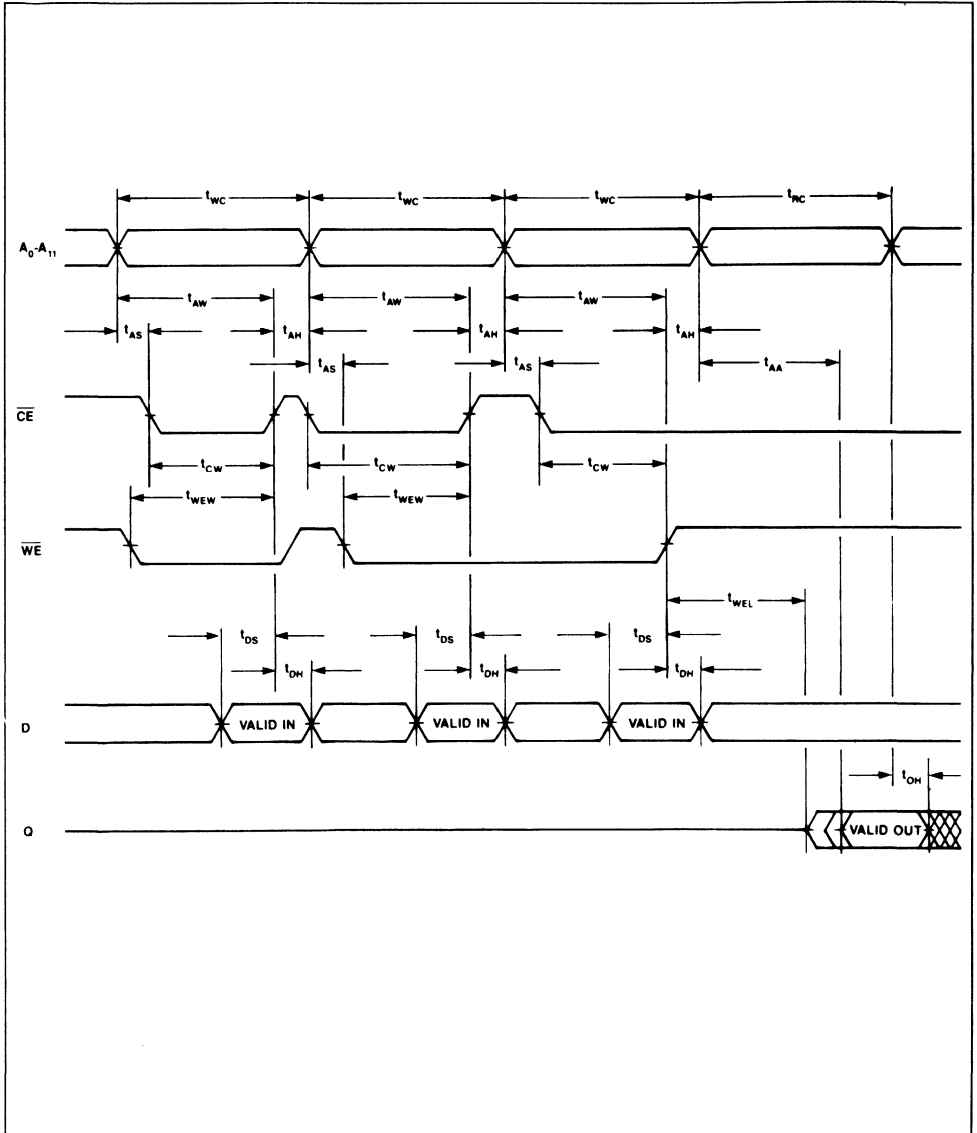 tWC tWC tWC tRC
A0-A11
tAW tAW tAW
tAS tAH tAH tAH
tAS tAS tAA
CE
tCW tCW tCW
tWEW tWEW
WE
tWEL
tDS tDS tDS
tDH tDH tDH
D VALID IN VALID IN VALID IN
tOH
Q VALID OUT